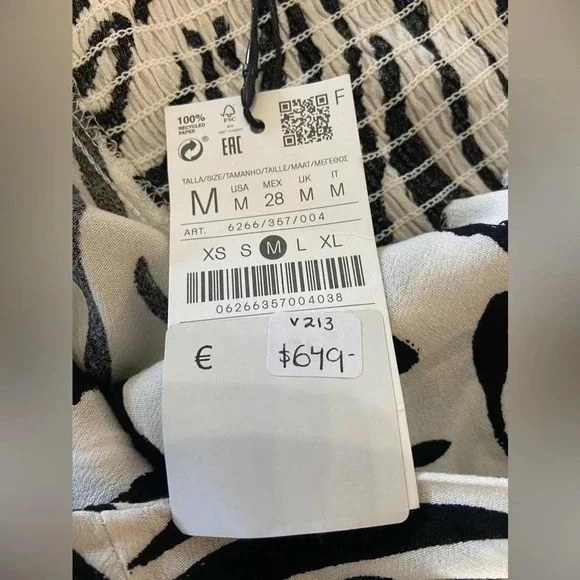 100%
RECYCLED
PAPER
FSC
F
EAC
TALLA/SIZE/TAMANHO/TAILLE/MAAT/ΜΕΓΕΘΟΣ
M
USA
M
MEX
28
UK
M
IT
M
ART. 6266/357/004
XS S M L XL
06266357004038
V213
€
$649-